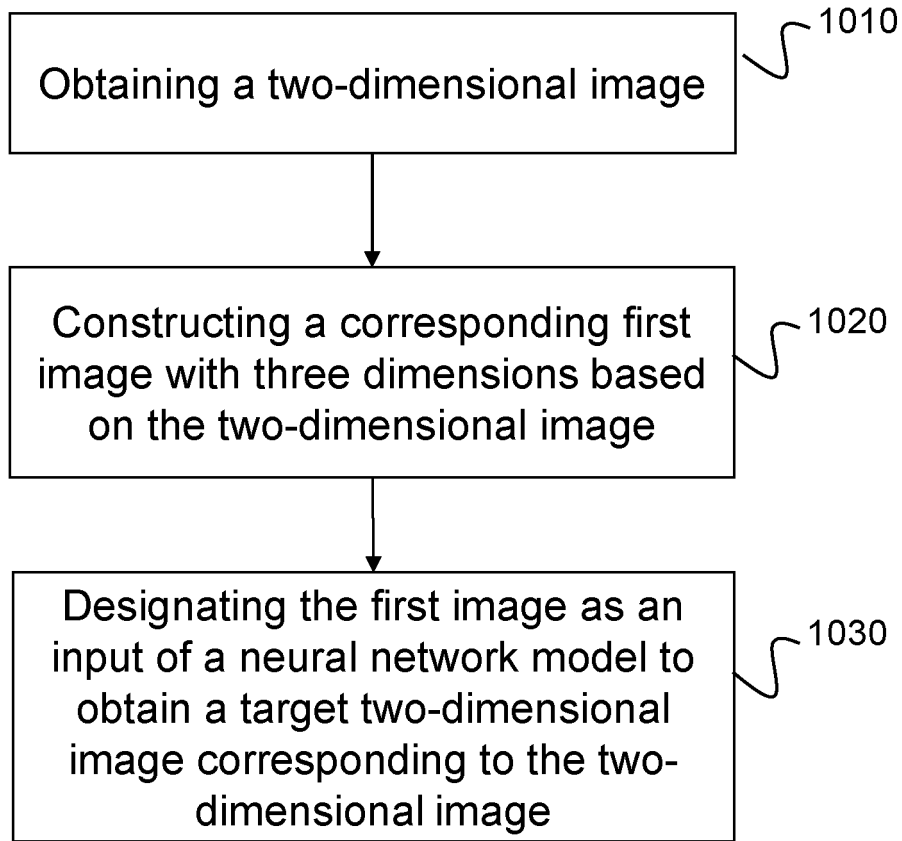 1010
Obtaining a two-dimensional image
Constructing a corresponding first
image with three dimensions based
on the two-dimensional image
1020
Designating the first image as an
input of a neural network model to
obtain a target two-dimensional
image corresponding to the two-
dimensional image
1030